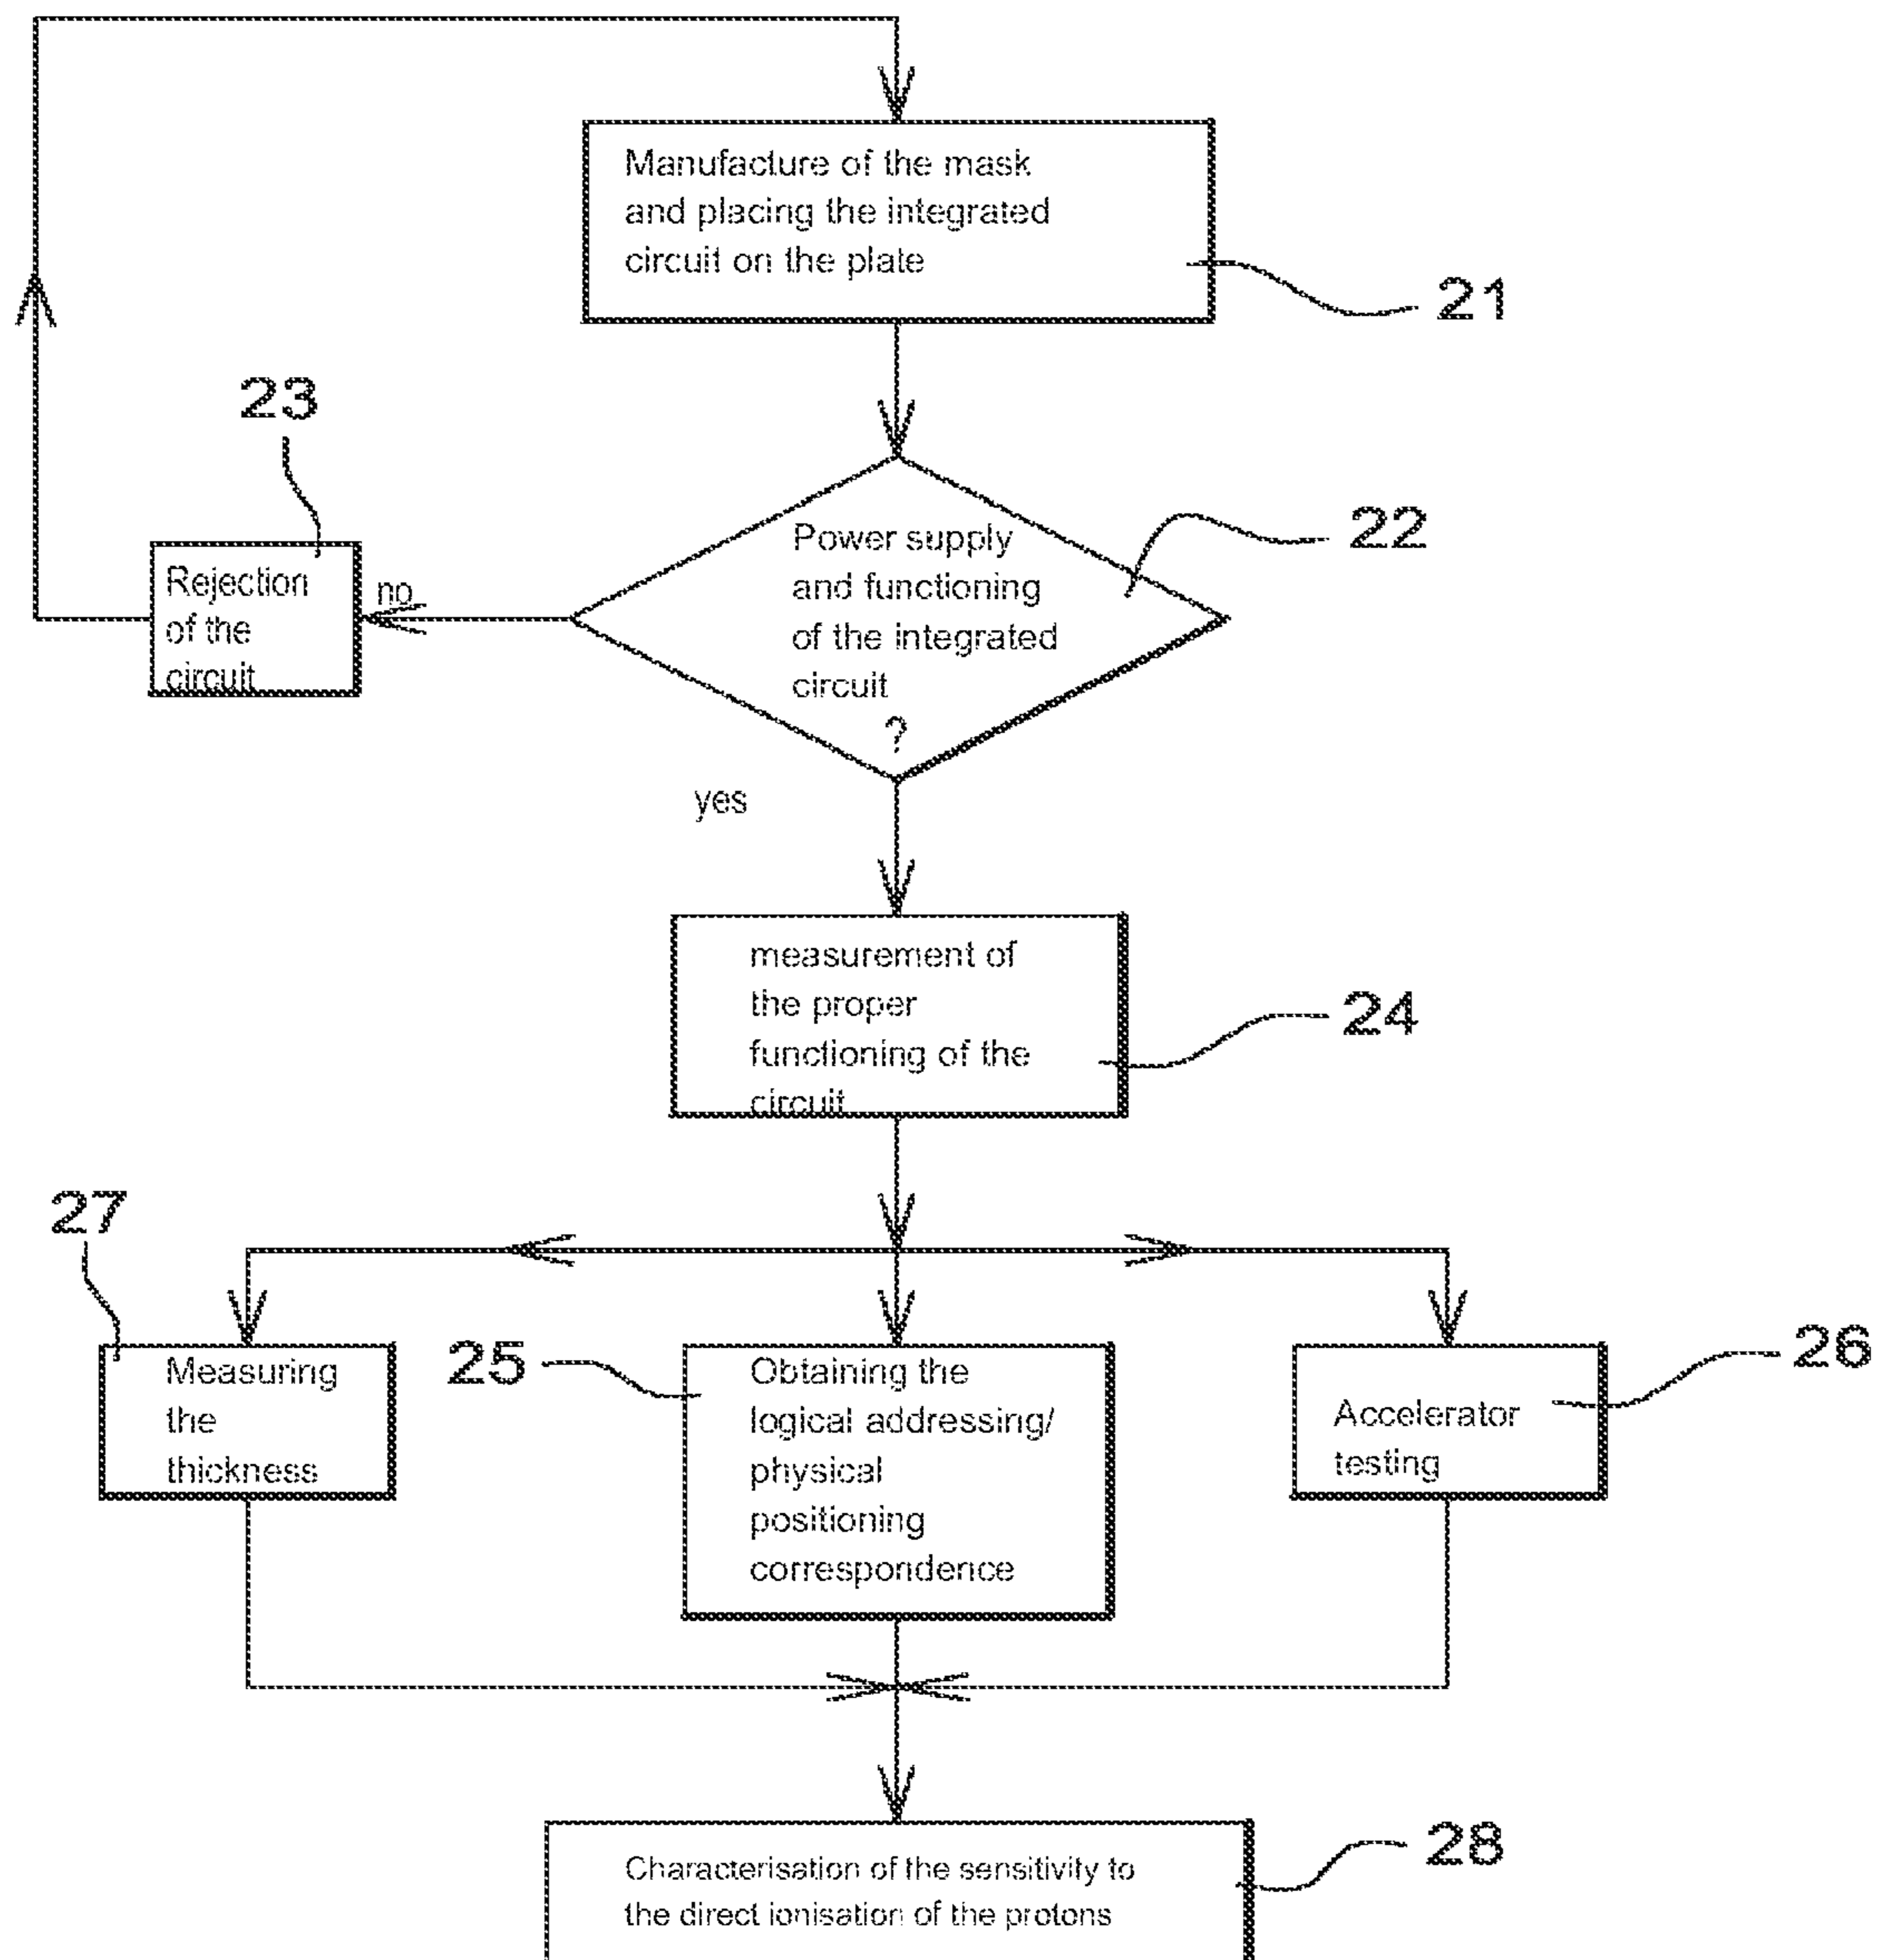 Manufacture of the mask
and placing the integrated
circuit on the plate
21
23
22
Power supply
and functioning
of the integrated
circuit
?
Rejection
of the
circuit
no
yes
measurement of
the proper
functioning of the
circuit
24
27
Measuring
the
thickness
25
Obtaining the
logical addressing/
physical
positioning
correspondence
26
Accelerator
testing
28
Characterisation of the sensitivity to
the direct ionisation of the protons